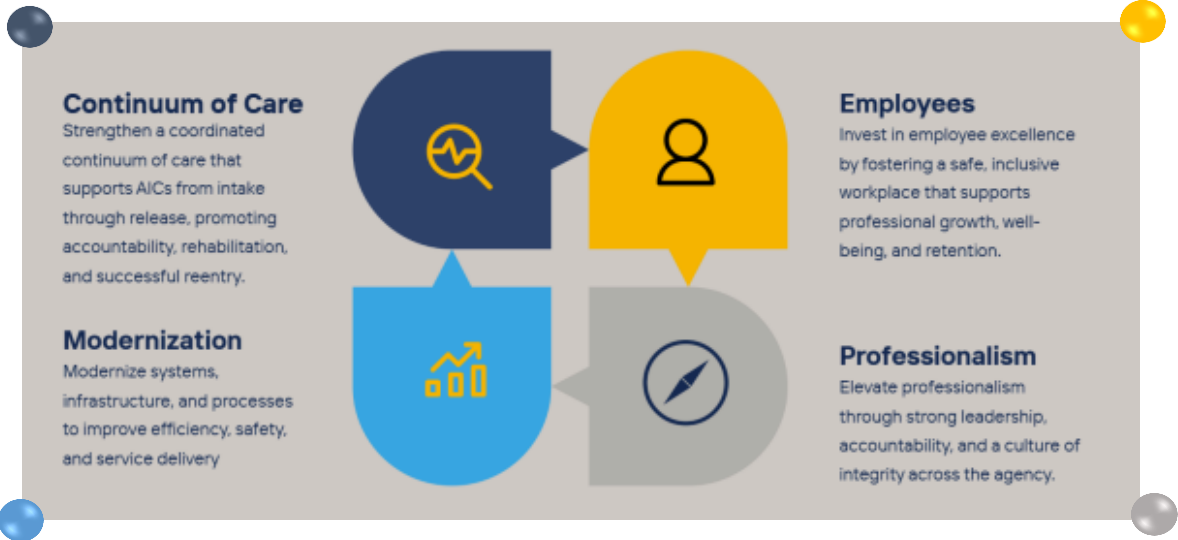 Continuum of Care
Strengthen a coordinated
continuum of care that
supports AICs from intake
through release, promoting
accountability, rehabilitation,
and successful reentry.
Modernization
Modernize systems,
infrastructure, and processes
to improve efficiency, safety,
and service delivery
Employees
Invest in employee excellence
by fostering a safe, inclusive
workplace that supports
professional growth, well-
being, and retention.
Professionalism
Elevate professionalism
through strong leadership,
accountability, and a culture of
integrity across the agency.